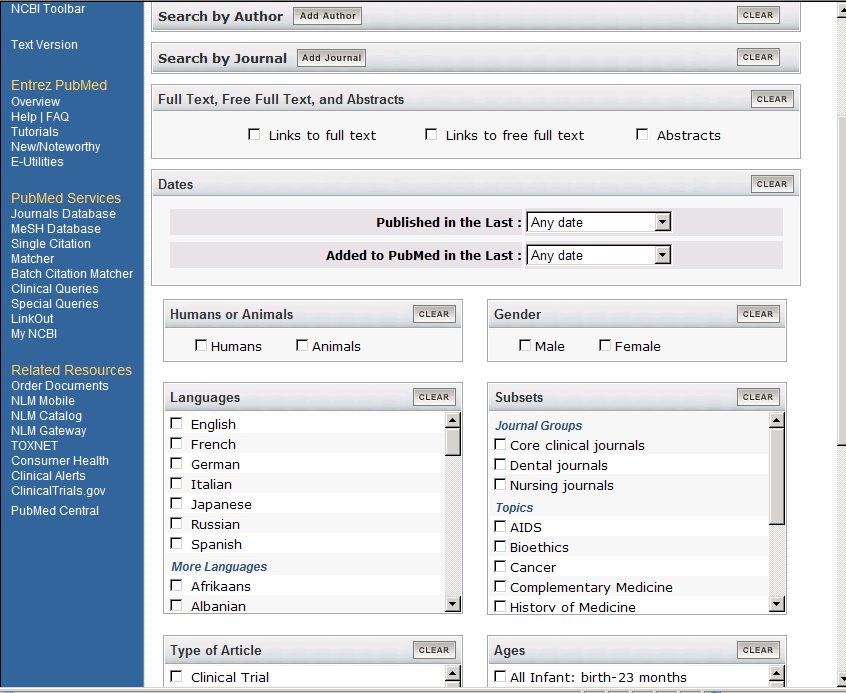 NCBI Toolbar
Text Version
Entrez PubMed
Overview
Help | FAQ
Tutorials
New/Noteworthy
E-Utilities
PubMed Services
Journals Database
MeSH Database
Single Citation
Matcher
Batch Citation Matcher
Clinical Queries
Special Queries
LinkOut
My NCBI
Related Resources
Order Documents
NLM Mobile
NLM Catalog
NLM Gateway
TOXNET
Consumer Health
Clinical Alerts
ClinicalTrials.gov
PubMed Central
Search by Author Add Author CLEAR
Search by Journal Add Journal CLEAR
Full Text, Free Full Text, and Abstracts CLEAR
Links to full text Links to free full text Abstracts
Dates CLEAR
Published in the Last : Any date
Added to PubMed in the Last : Any date
Humans or Animals CLEAR
Humans Animals
Gender CLEAR
Male Female
Languages CLEAR
English
French
German
Italian
Japanese
Russian
Spanish
More Languages
Afrikaans
Albanian
Subsets CLEAR
Journal Groups
Core clinical journals
Dental journals
Nursing journals
Topics
AIDS
Bioethics
Cancer
Complementary Medicine
History of Medicine
Type of Article CLEAR
Clinical Trial
Ages CLEAR
All Infant: birth-23 months